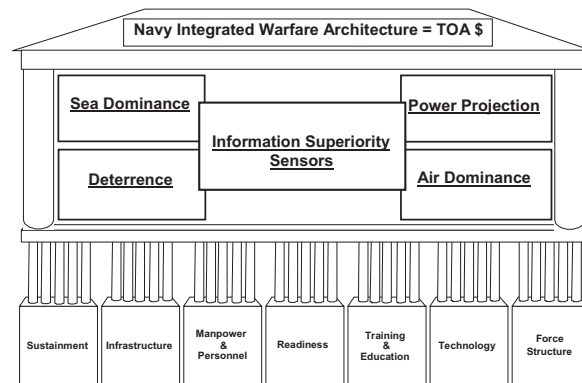 Navy Integrated Warfare Architecture = TOA $
Sea Dominance
Power Projection
Information Superiority
Sensors
Deterrence
Air Dominance
Sustainment
Infrastructure
Manpower
&
Personnel
Readiness
Training
&
Education
Technology
Force
Structure